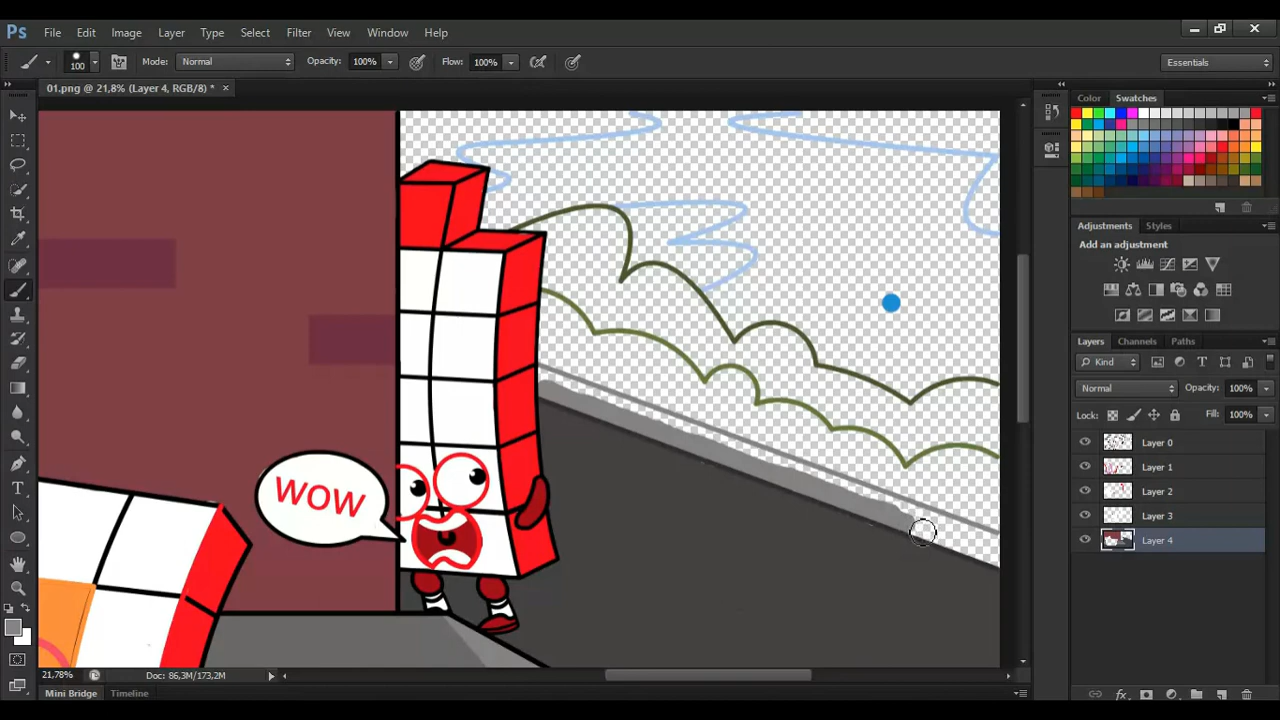 Ps File Edit Image Layer Type Select Filter View Window Help
100 Mode: Normal Opacity: 100% Flow: 100% Essentials
01.png @ 21,8% (Layer 4, RGB/8) * ×
Color Swatches
Adjustments Styles
Add an adjustment
Layers Channels Paths
Kind
Normal Opacity: 100%
Lock: Fill: 100%
Layer 0
Layer 1
Layer 2
Layer 3
Layer 4
WOW
21,78% Doc: 86,3M/173,2M
Mini Bridge Timeline